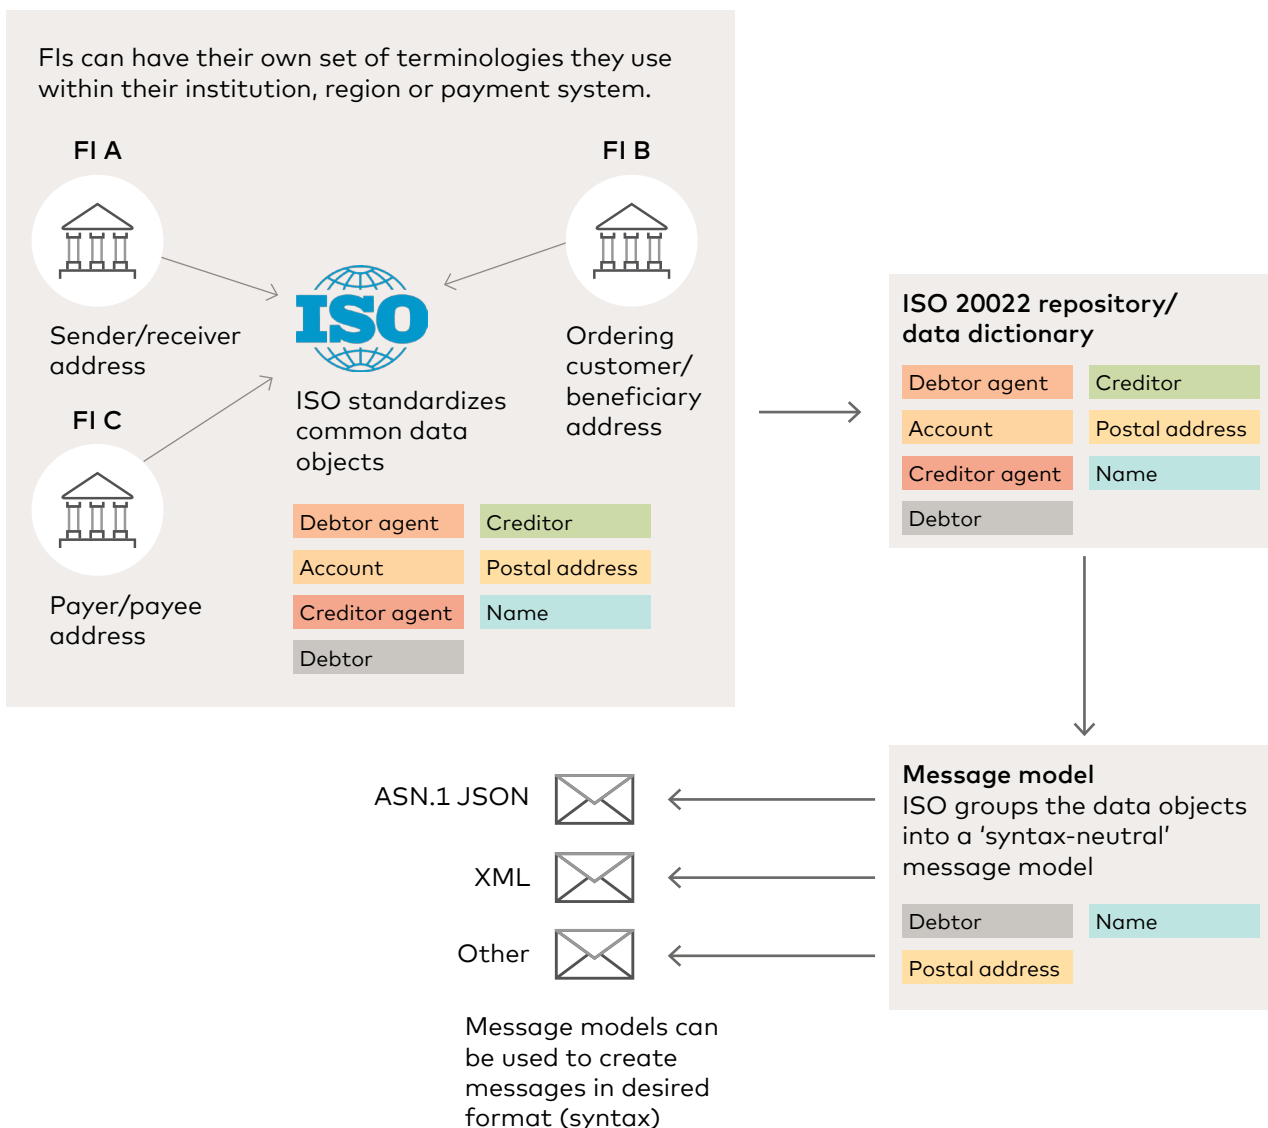 FIs can have their own set of terminologies they use
within their institution, region or payment system.
FI A
FI B
Sender/receiver
address
ISO
Ordering
customer/
beneficiary
address
FI C
ISO standardizes
common data
objects
Payer/payee
address
Debtor agent
Creditor
Account
Postal address
Creditor agent
Name
Debtor
ISO 20022 repository/
data dictionary
Debtor agent
Creditor
Account
Postal address
Creditor agent
Name
Debtor
Message model
ISO groups the data objects
into a ‘syntax-neutral’
message model
Debtor
Name
Postal address
ASN.1 JSON
XML
Other
Message models can
be used to create
messages in desired
format (syntax)